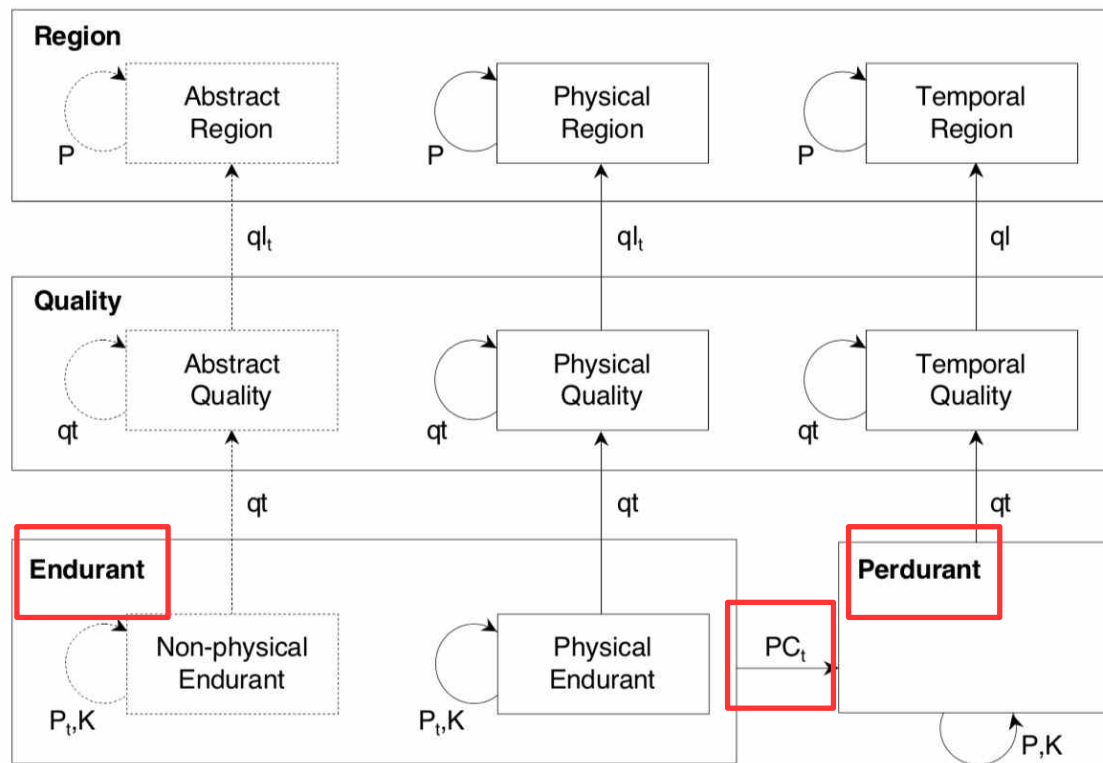 Region
Abstract
Region
Physical
Region
Temporal
Region
P
P
P
ql_t
ql_t
ql
Quality
Abstract
Quality
Physical
Quality
Temporal
Quality
qt
qt
qt
qt
qt
qt
Endurant
Perdurant
Non-physical
Endurant
Physical
Endurant
PC_t
P_t,K
P_t,K
P,K